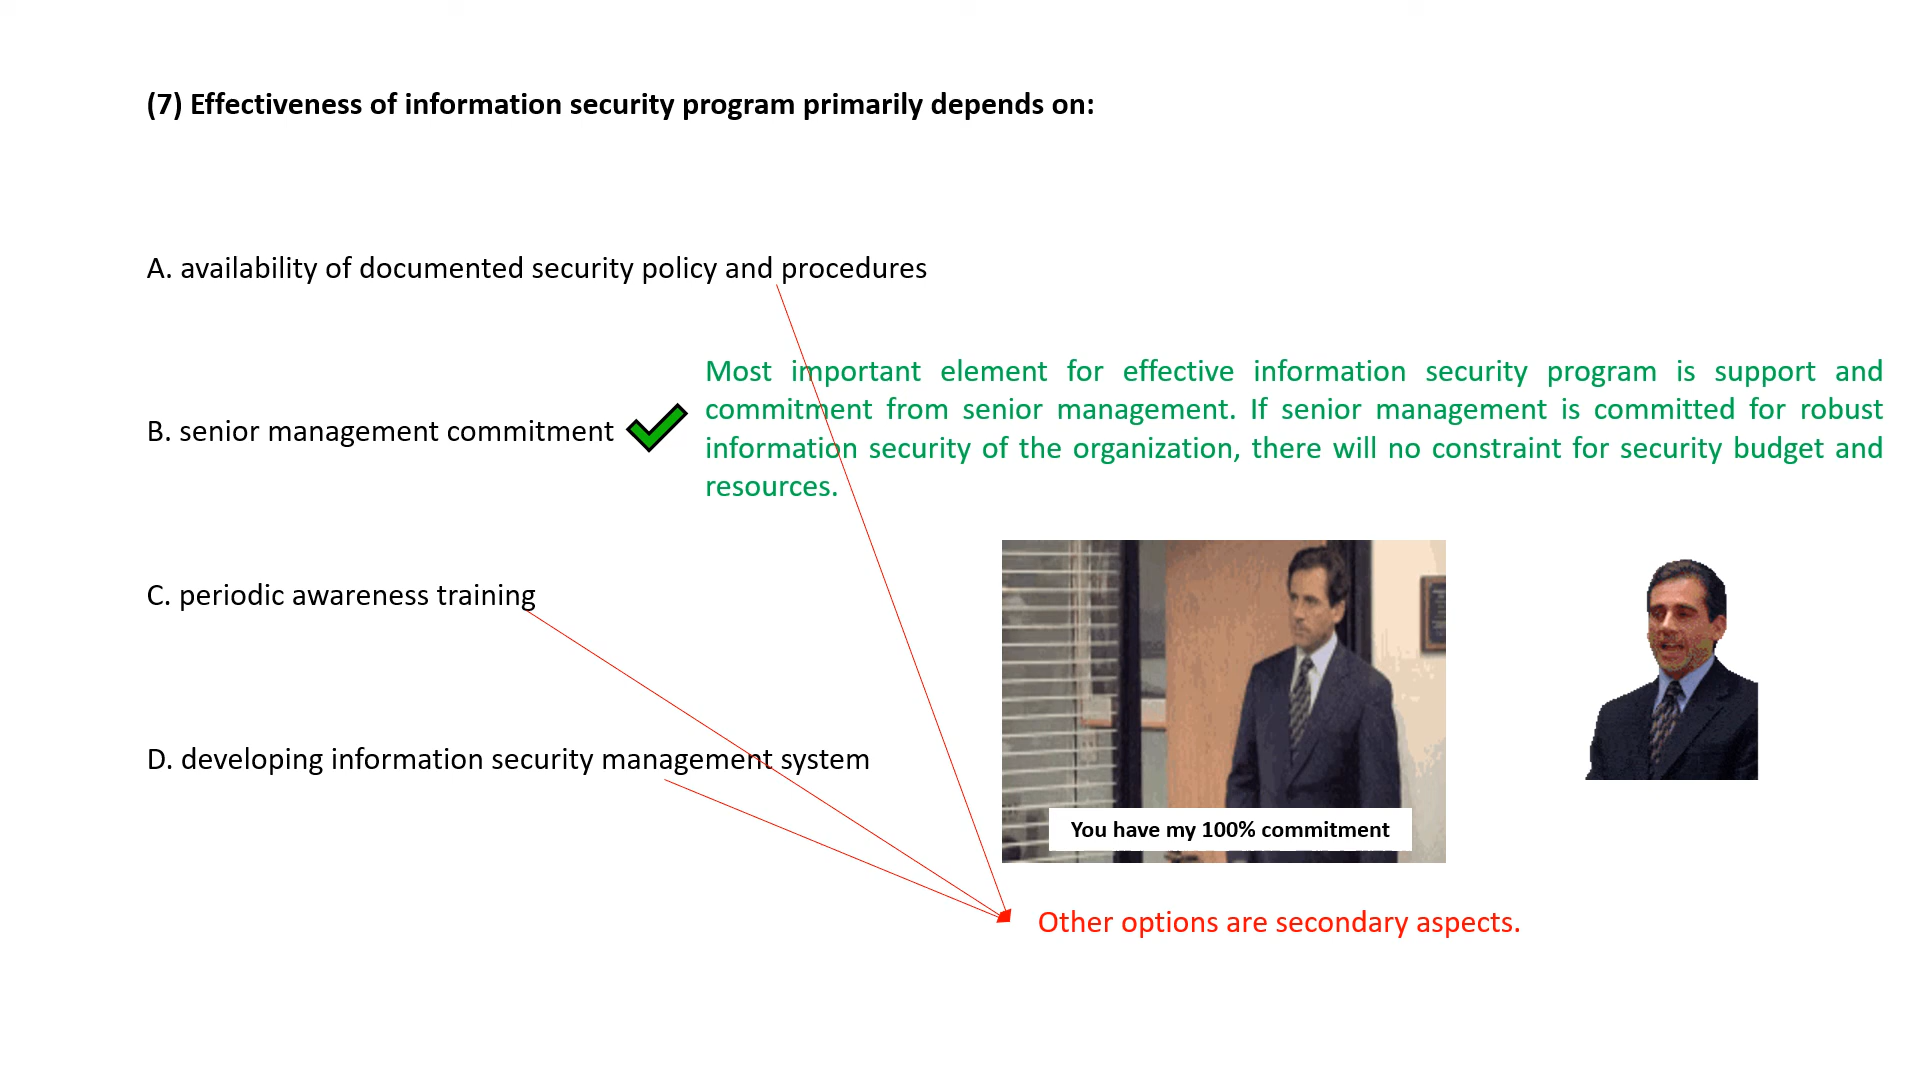 (7) Effectiveness of information security program primarily depends on:
A. availability of documented security policy and procedures
Most important element for effective information security program is support and
commitment from senior management. If senior management is committed for robust
information security of the organization, there will no constraint for security budget and
resources.
B. senior management commitment
C. periodic awareness training
D. developing information security management system
You have my 100% commitment
Other options are secondary aspects.